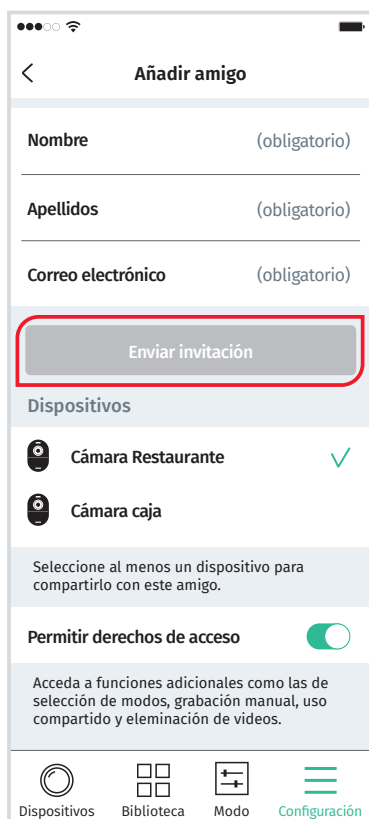 Añadir amigo
Nombre (obligatorio)
Apellidos (obligatorio)
Correo electrónico (obligatorio)
Enviar invitación
Dispositivos
Cámara Restaurante
Cámara caja
Seleccione al menos un dispositivo para
compartirlo con este amigo.
Permitir derechos de acceso
Acceda a funciones adicionales como las de
selección de modos, grabación manual, uso
compartido y eleminación de videos.
Dispositivos Biblioteca Modo Configuración